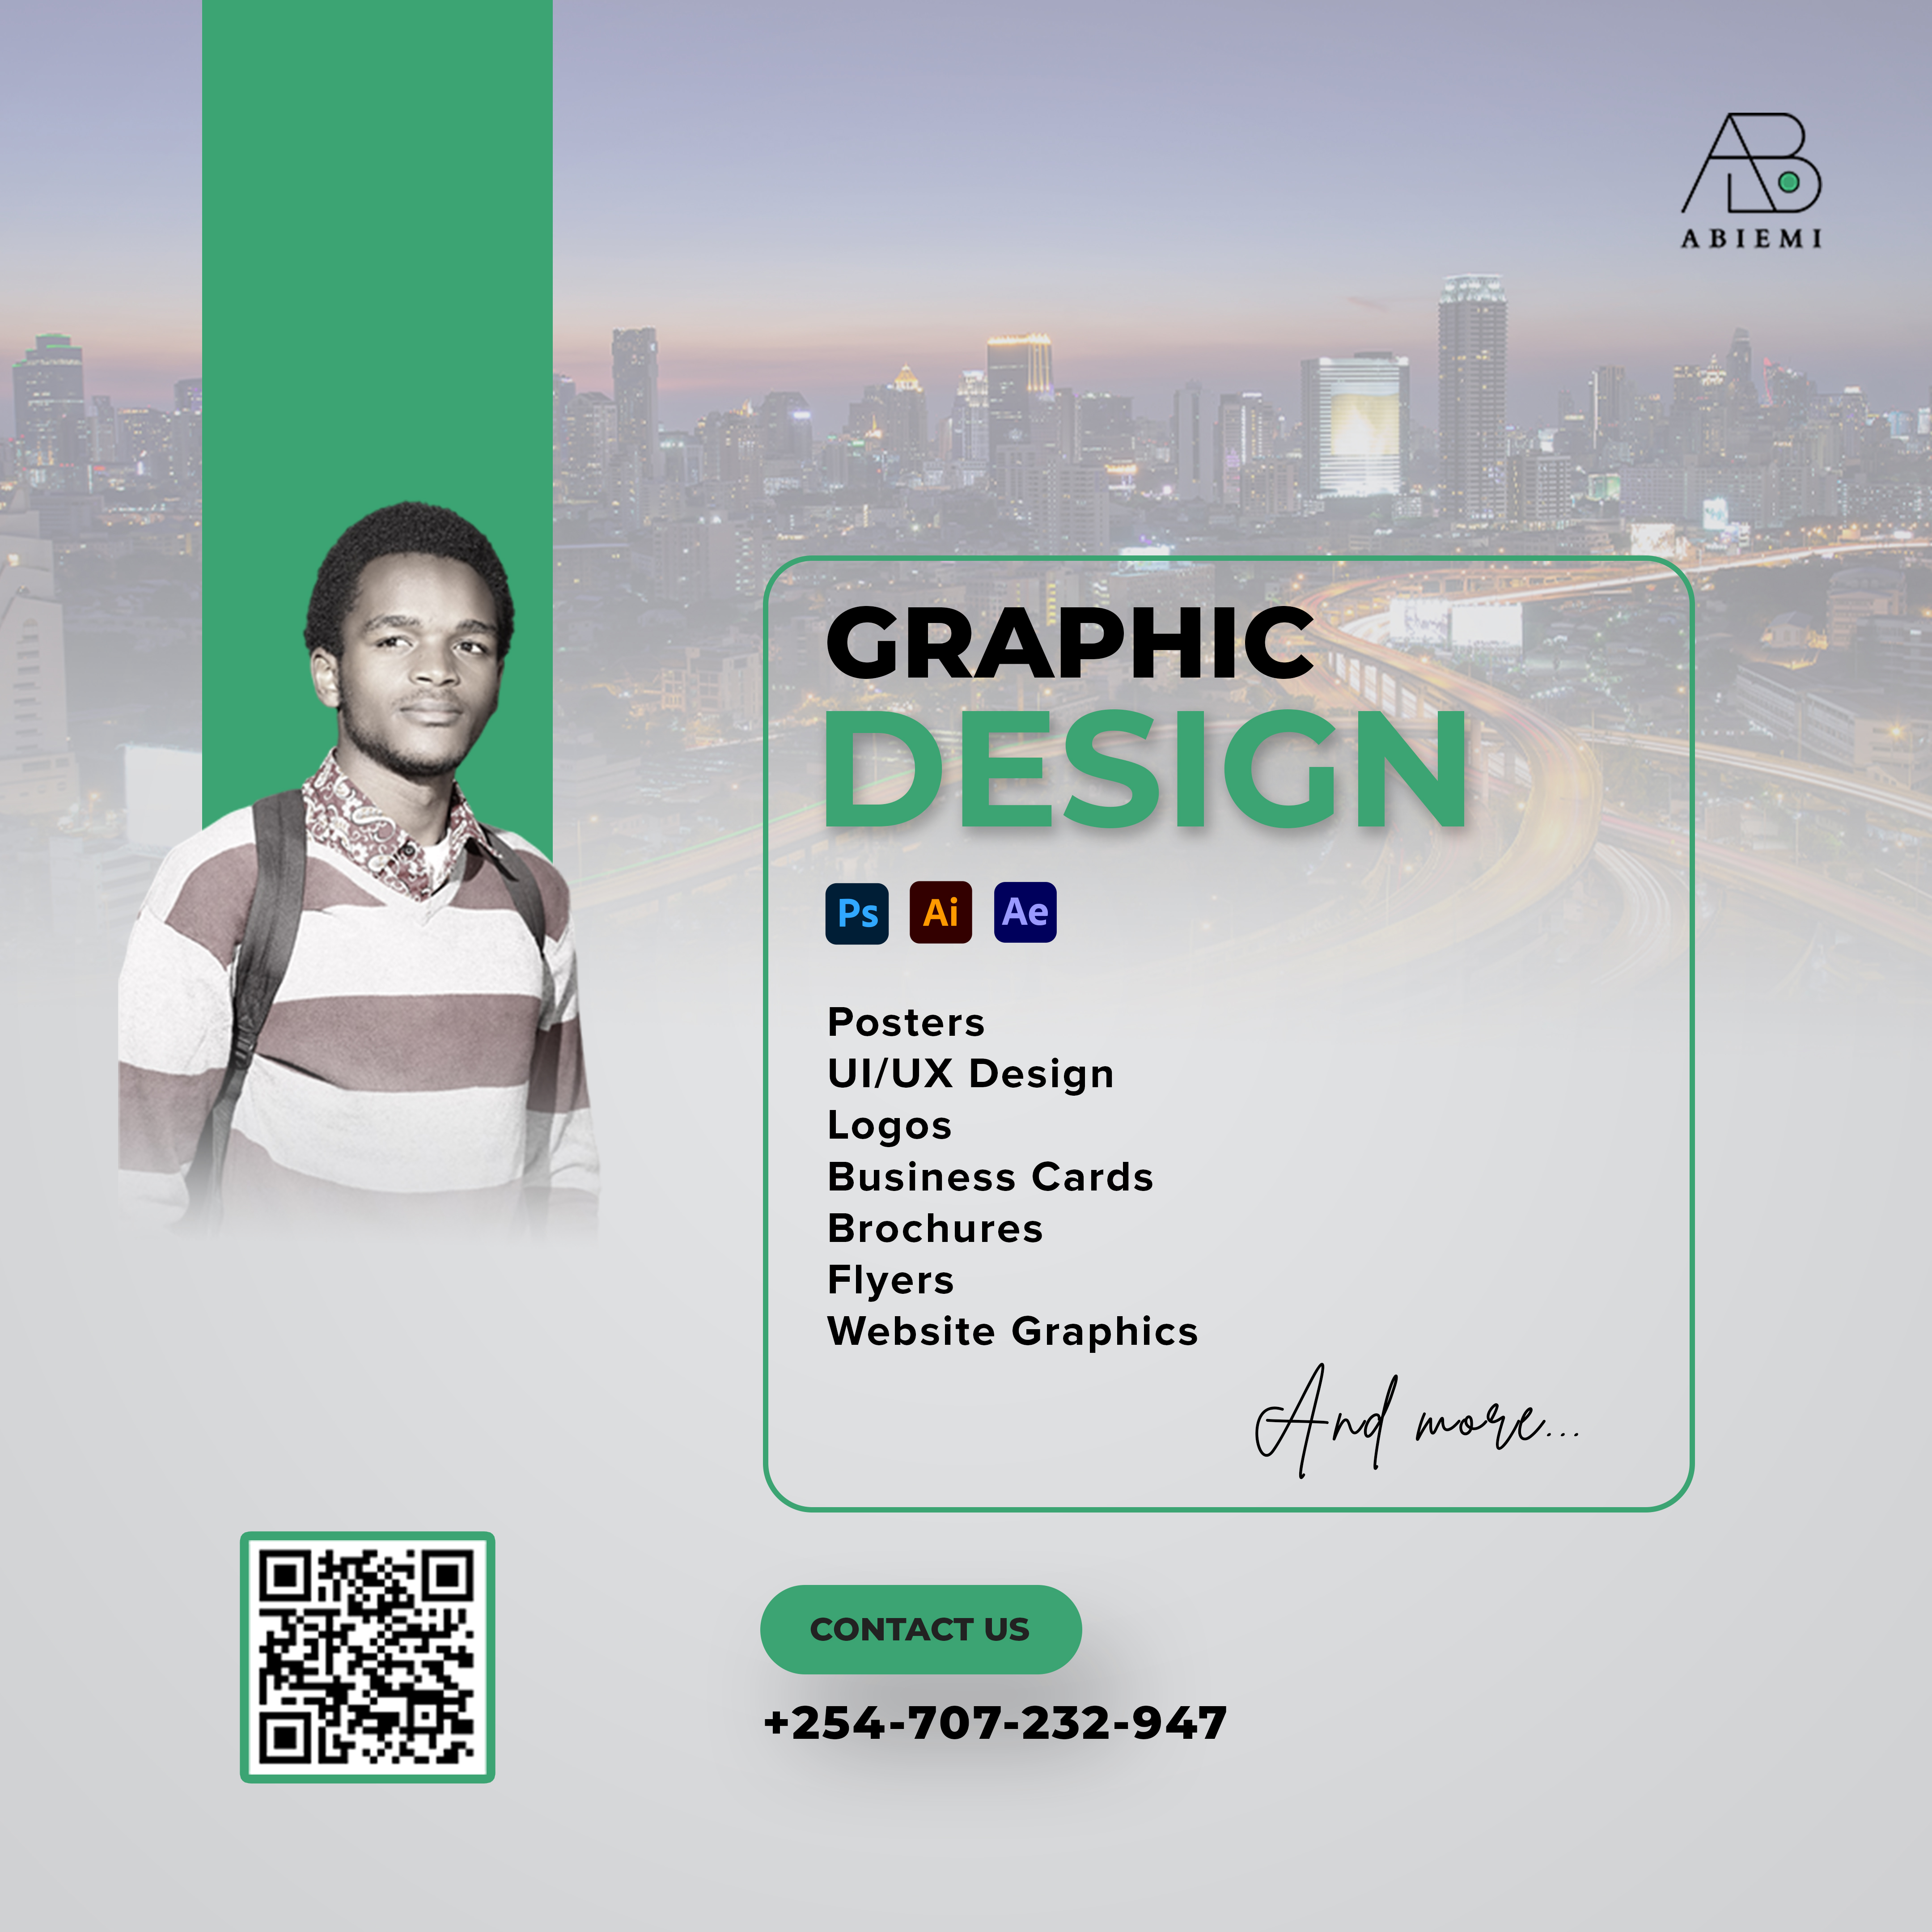 ABIEMI
GRAPHIC
DESIGN
Ps Ai Ae
Posters
UI/UX Design
Logos
Business Cards
Brochures
Flyers
Website Graphics
And more...
CONTACT US
+254-707-232-947